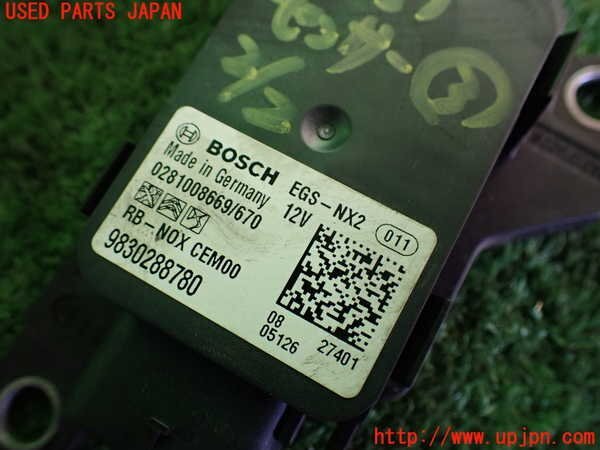 USED PARTS JAPAN
BOSCH
Made in Germany
EGS-NX2
011
0281008669/670
12V
RB-NOX CEM00
9830288780
08
05126
27401
http://www.upjpn.com/